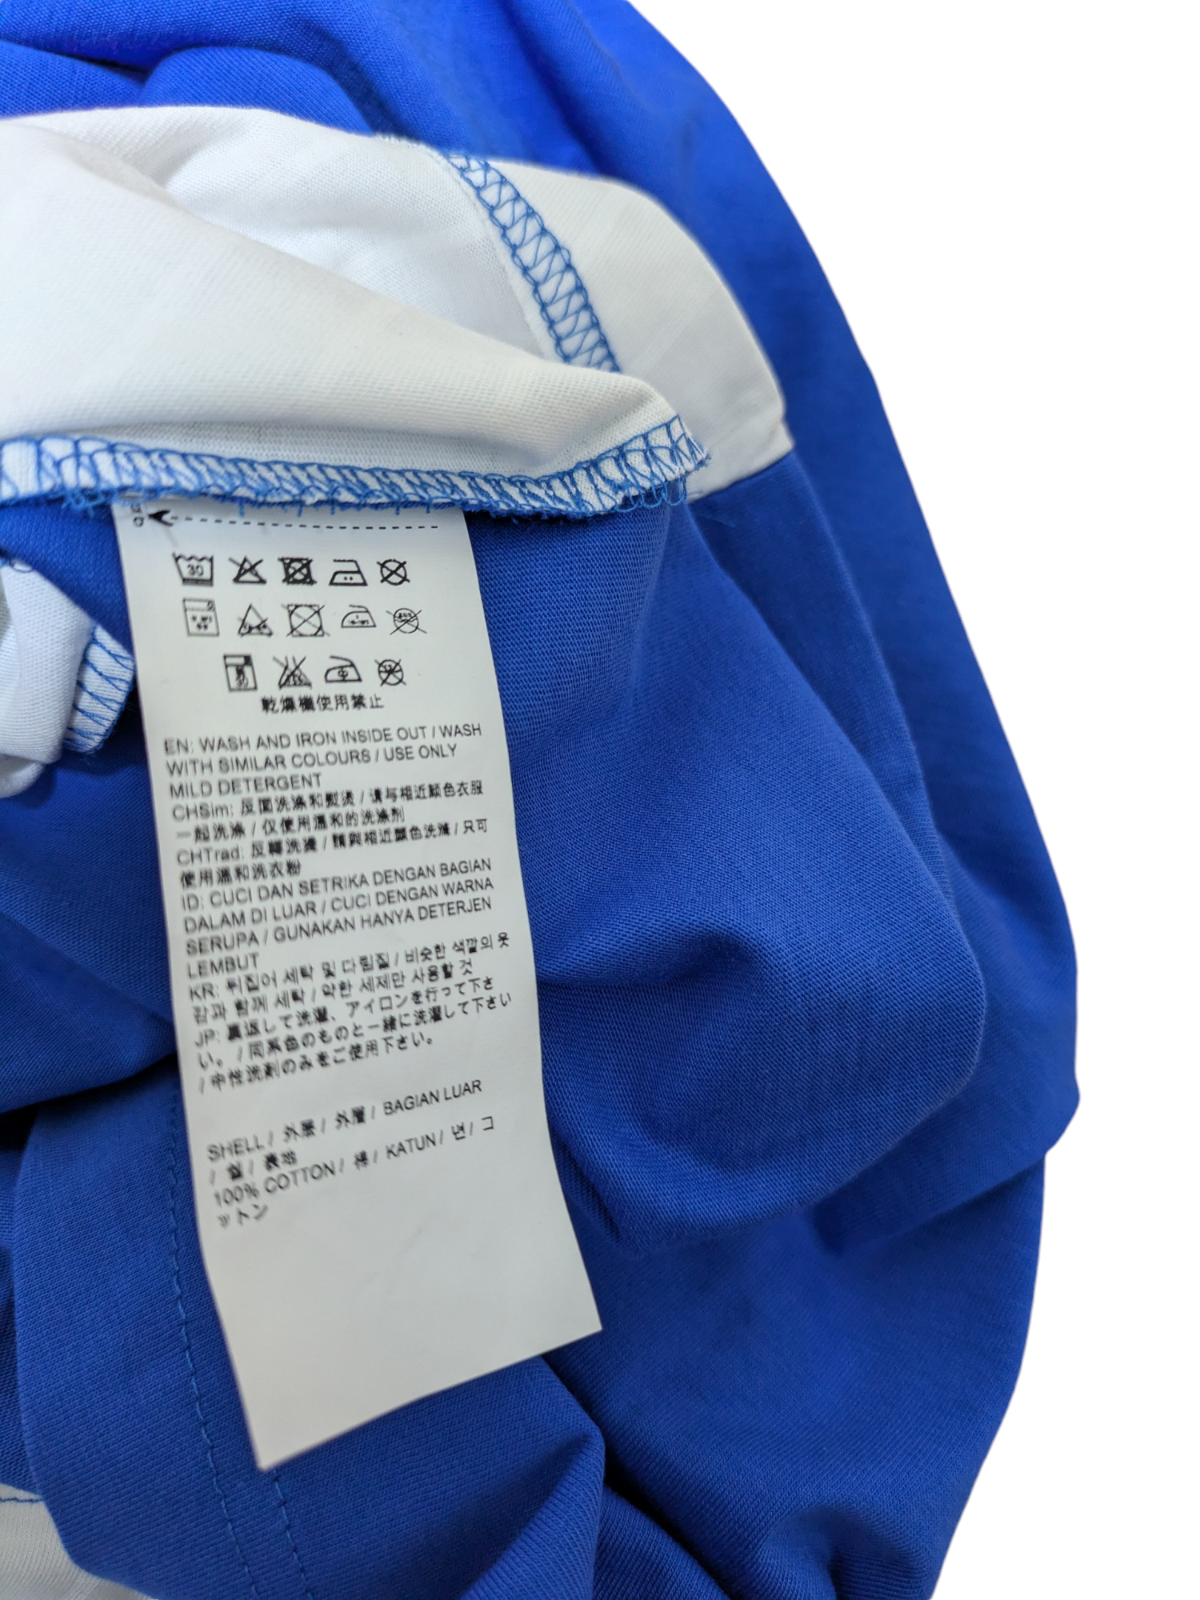 30
乾燥機使用禁止
EN: WASH AND IRON INSIDE OUT / WASH
WITH SIMILAR COLOURS / USE ONLY
MILD DETERGENT
CHSim: 反面洗涤和熨烫 / 请与相近颜色衣服
一起洗涤 / 仅使用温和的洗涤剂
CHTrad: 反轉洗燙 / 請與相近顏色洗滌 / 只可
使用溫和洗衣粉
ID: CUCI DAN SETRIKA DENGAN BAGIAN
DALAM DI LUAR / CUCI DENGAN WARNA
SERUPA / GUNAKAN HANYA DETERJEN
LEMBUT
KR: 뒤집어 세탁 및 다림질 / 비슷한 색깔의 옷
감과 함께 세탁 / 약한 세제만 사용할 것
JP: 裏返して洗濯、アイロンを行って下さ
い。 / 同系色のものと一緒に洗濯して下さい
/ 中性洗剤のみをご使用下さい。
SHELL / 外层 / 外層 / BAGIAN LUAR
/ 쉘 / 表地
100% COTTON / 棉 / KATUN / 면 / コ
ットン